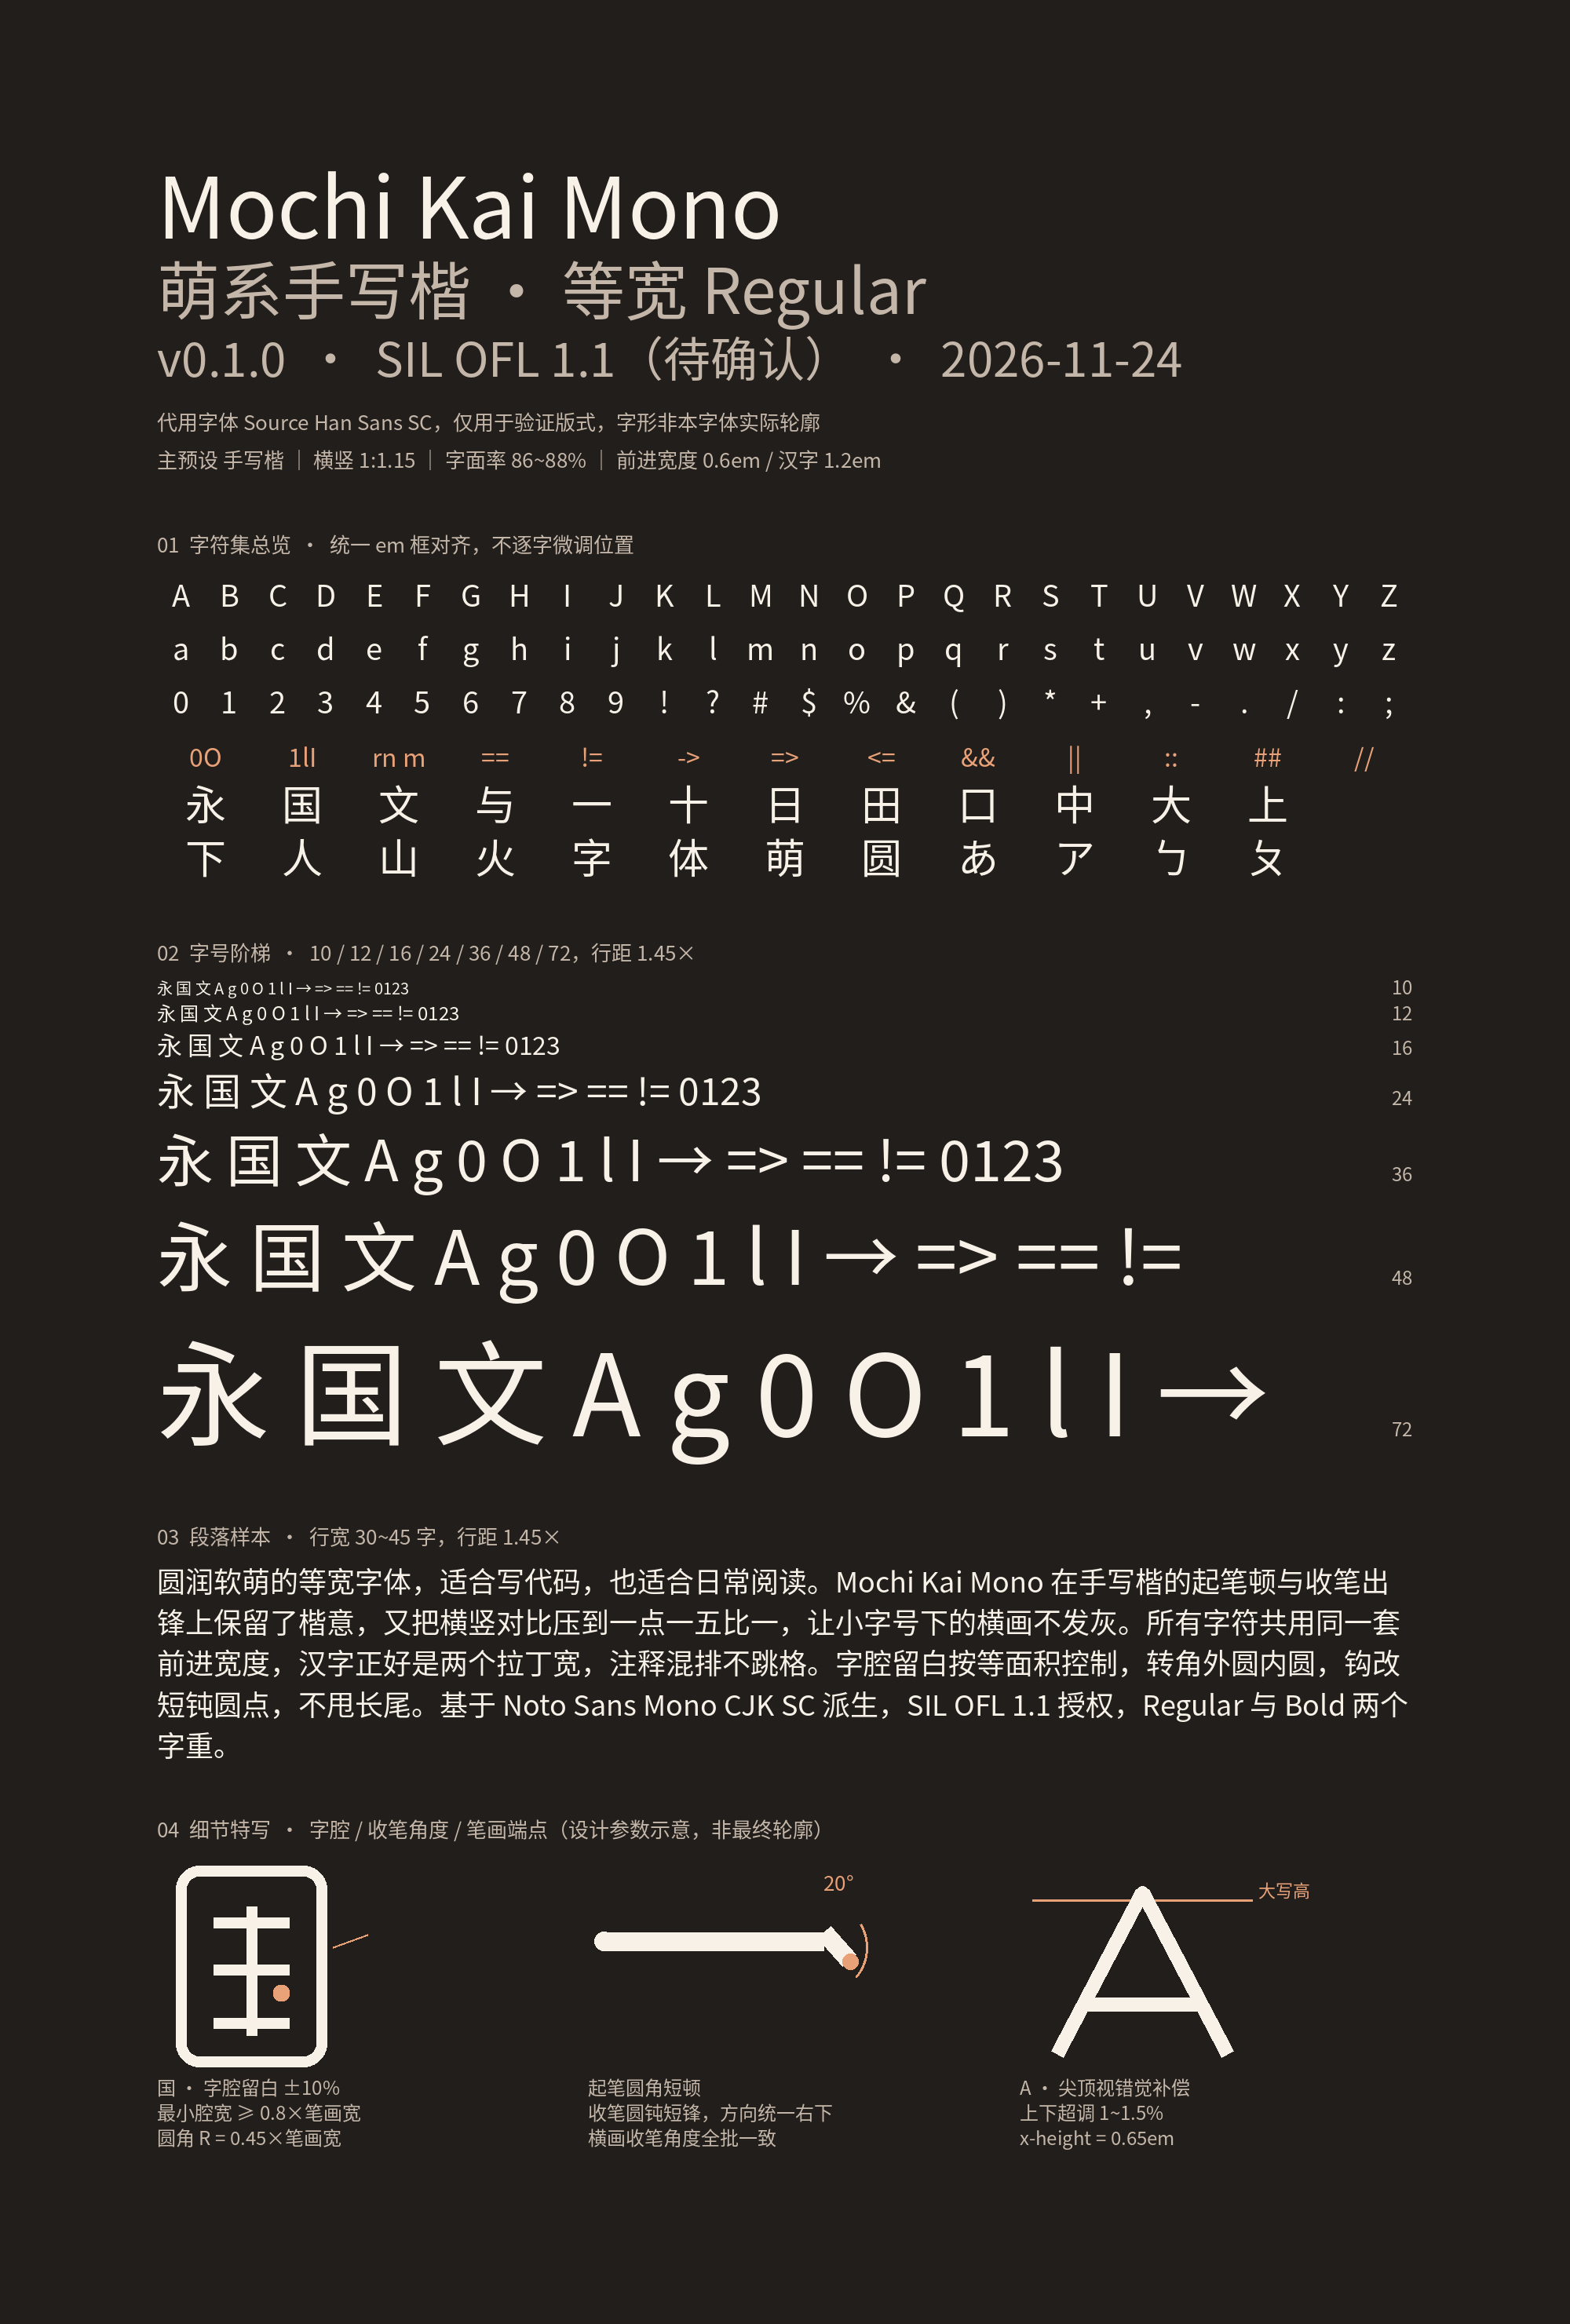 Mochi Kai Mono
萌系手写楷 · 等宽 Regular
v0.1.0 · SIL OFL 1.1（待确认） · 2026-11-24
代用字体 Source Han Sans SC，仅用于验证版式，字形非本字体实际轮廓
主预设 手写楷｜横竖 1:1.15｜字面率 86~88%｜前进宽度 0.6em / 汉字 1.2em
01 字符集总览 · 统一 em 框对齐，不逐字微调位置
A B C D E F G H I J K L M N O P Q R S T U V W X Y Z
a b c d e f g h i j k l m n o p q r s t u v w x y z
0 1 2 3 4 5 6 7 8 9 ! ? # $ % & ( ) * + , - . / : ;
0O 1lI rn m == != -> => <= && || :: ## //
永 国 文 与 一 十 日 田 口 中 大 上
下 人 山 火 字 体 萌 圆 あ ア ㄅ ㄆ
02 字号阶梯 · 10 / 12 / 16 / 24 / 36 / 48 / 72，行距 1.45×
永 国 文 A g 0 O 1 l I → => == != 0123 10
永 国 文 A g 0 O 1 l I → => == != 0123 12
永 国 文 A g 0 O 1 l I → => == != 0123 16
永 国 文 A g 0 O 1 l I → => == != 0123 24
永 国 文 A g 0 O 1 l I → => == != 0123 36
永 国 文 A g 0 O 1 l I → => == != 48
永 国 文 A g 0 O 1 l I → 72
03 段落样本 · 行宽 30~45 字，行距 1.45×
圆润软萌的等宽字体，适合写代码，也适合日常阅读。Mochi Kai Mono 在手写楷的起笔顿与收笔出
锋上保留了楷意，又把横竖对比压到一点一五比一，让小字号下的横画不发灰。所有字符共用同一套
前进宽度，汉字正好是两个拉丁宽，注释混排不跳格。字腔留白按等面积控制，转角外圆内圆，钩改
短钝圆点，不甩长尾。基于 Noto Sans Mono CJK SC 派生，SIL OFL 1.1 授权，Regular 与 Bold 两个
字重。
04 细节特写 · 字腔 / 收笔角度 / 笔画端点（设计参数示意，非最终轮廓）
20°
大写高
国 · 字腔留白 ±10%
最小腔宽 ≥ 0.8×笔画宽
圆角 R = 0.45×笔画宽
起笔圆角短顿
收笔圆钝短锋，方向统一右下
横画收笔角度全批一致
A · 尖顶视错觉补偿
上下超调 1~1.5%
x-height = 0.65em